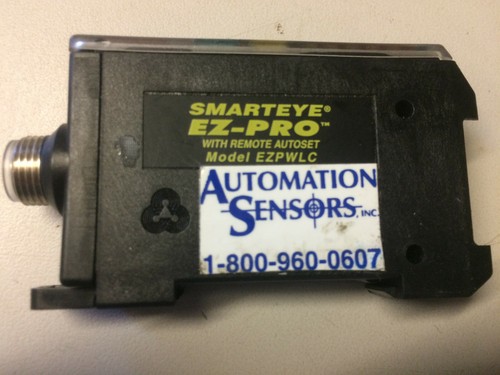 SMARTEYE®
EZ-PRO™
WITH REMOTE AUTOSET
Model EZPWLC
AUTOMATION
SENSORS, INC.
1-800-960-0607